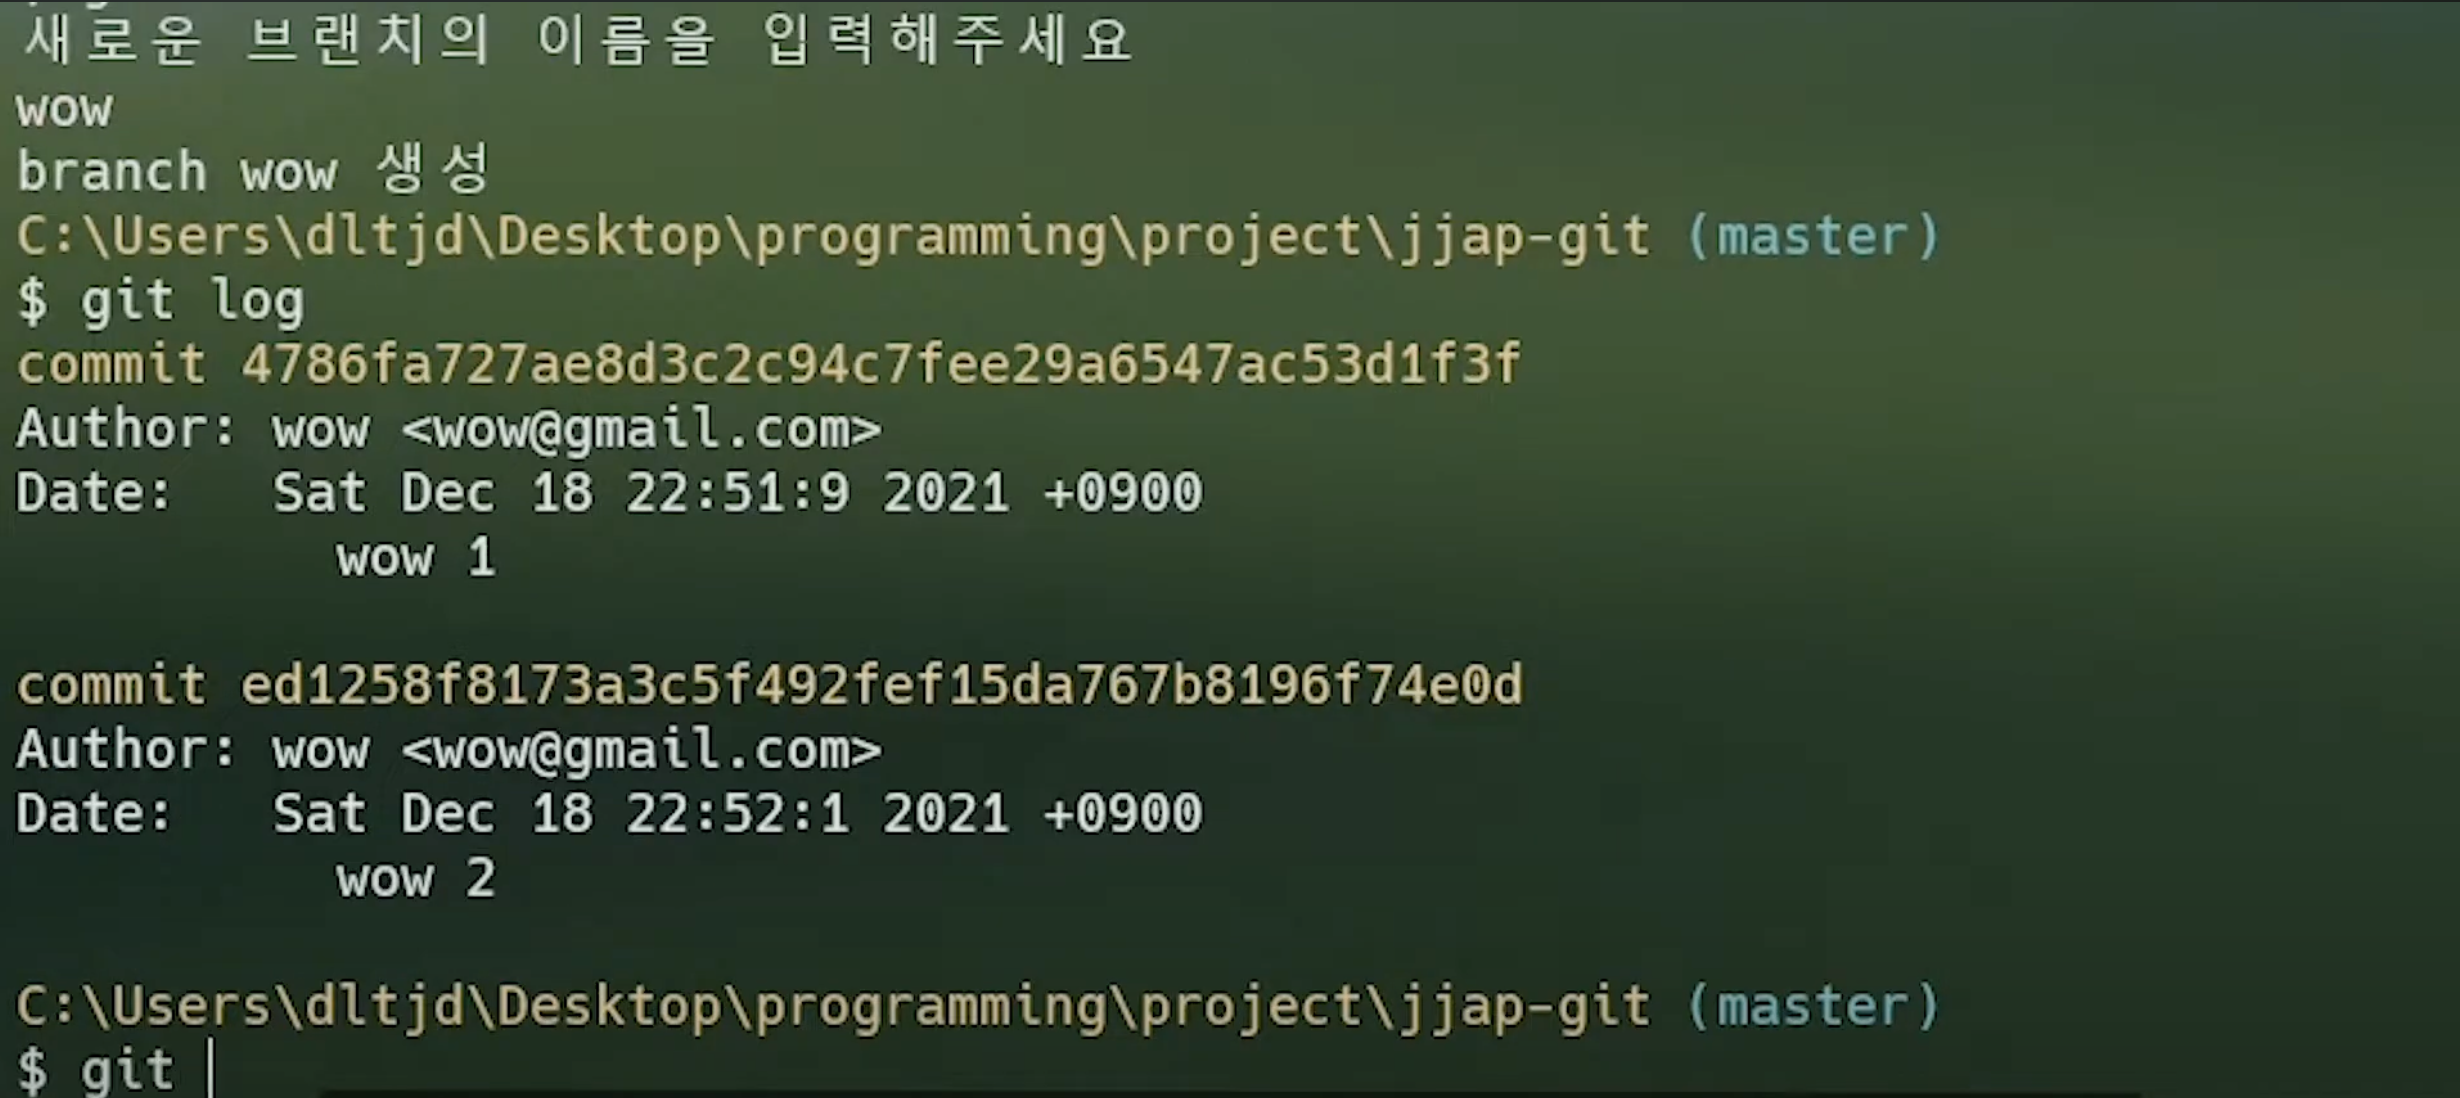 새로운 브랜치의 이름을 입력해주세요
wow
branch wow 생성
C:\Users\dltjd\Desktop\programming\project\jjap-git (master)
$ git log
commit 4786fa727ae8d3c2c94c7fee29a6547ac53d1f3f
Author: wow <wow@gmail.com>
Date:   Sat Dec 18 22:51:9 2021 +0900
          wow 1
commit ed1258f8173a3c5f492fef15da767b8196f74e0d
Author: wow <wow@gmail.com>
Date:   Sat Dec 18 22:52:1 2021 +0900
          wow 2
C:\Users\dltjd\Desktop\programming\project\jjap-git (master)
$ git